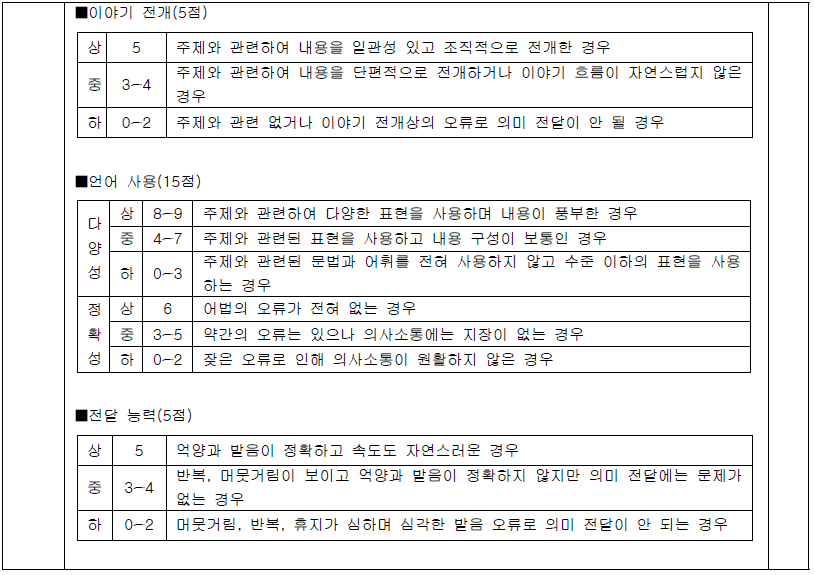 ■이야기 전개(5점)
상 5 주제와 관련하여 내용을 일관성 있고 조직적으로 전개한 경우
중 3-4 주제와 관련하여 내용을 단편적으로 전개하거나 이야기 흐름이 자연스럽지 않은
경우
하 0-2 주제와 관련 없거나 이야기 전개상의 오류로 의미 전달이 안 될 경우
■언어 사용(15점)
다양성 상 8-9 주제와 관련하여 다양한 표현을 사용하며 내용이 풍부한 경우
중 4-7 주제와 관련된 표현을 사용하고 내용 구성이 보통인 경우
하 0-3 주제와 관련된 문법과 어휘를 전혀 사용하지 않고 수준 이하의 표현을 사용
하는 경우
정확성 상 6 어법의 오류가 전혀 없는 경우
중 3-5 약간의 오류는 있으나 의사소통에는 지장이 없는 경우
하 0-2 잦은 오류로 인해 의사소통이 원활하지 않은 경우
■전달 능력(5점)
상 5 억양과 발음이 정확하고 속도도 자연스러운 경우
중 3-4 반복, 머뭇거림이 보이고 억양과 발음이 정확하지 않지만 의미 전달에는 문제가
없는 경우
하 0-2 머뭇거림, 반복, 휴지가 심하며 심각한 발음 오류로 의미 전달이 안 되는 경우